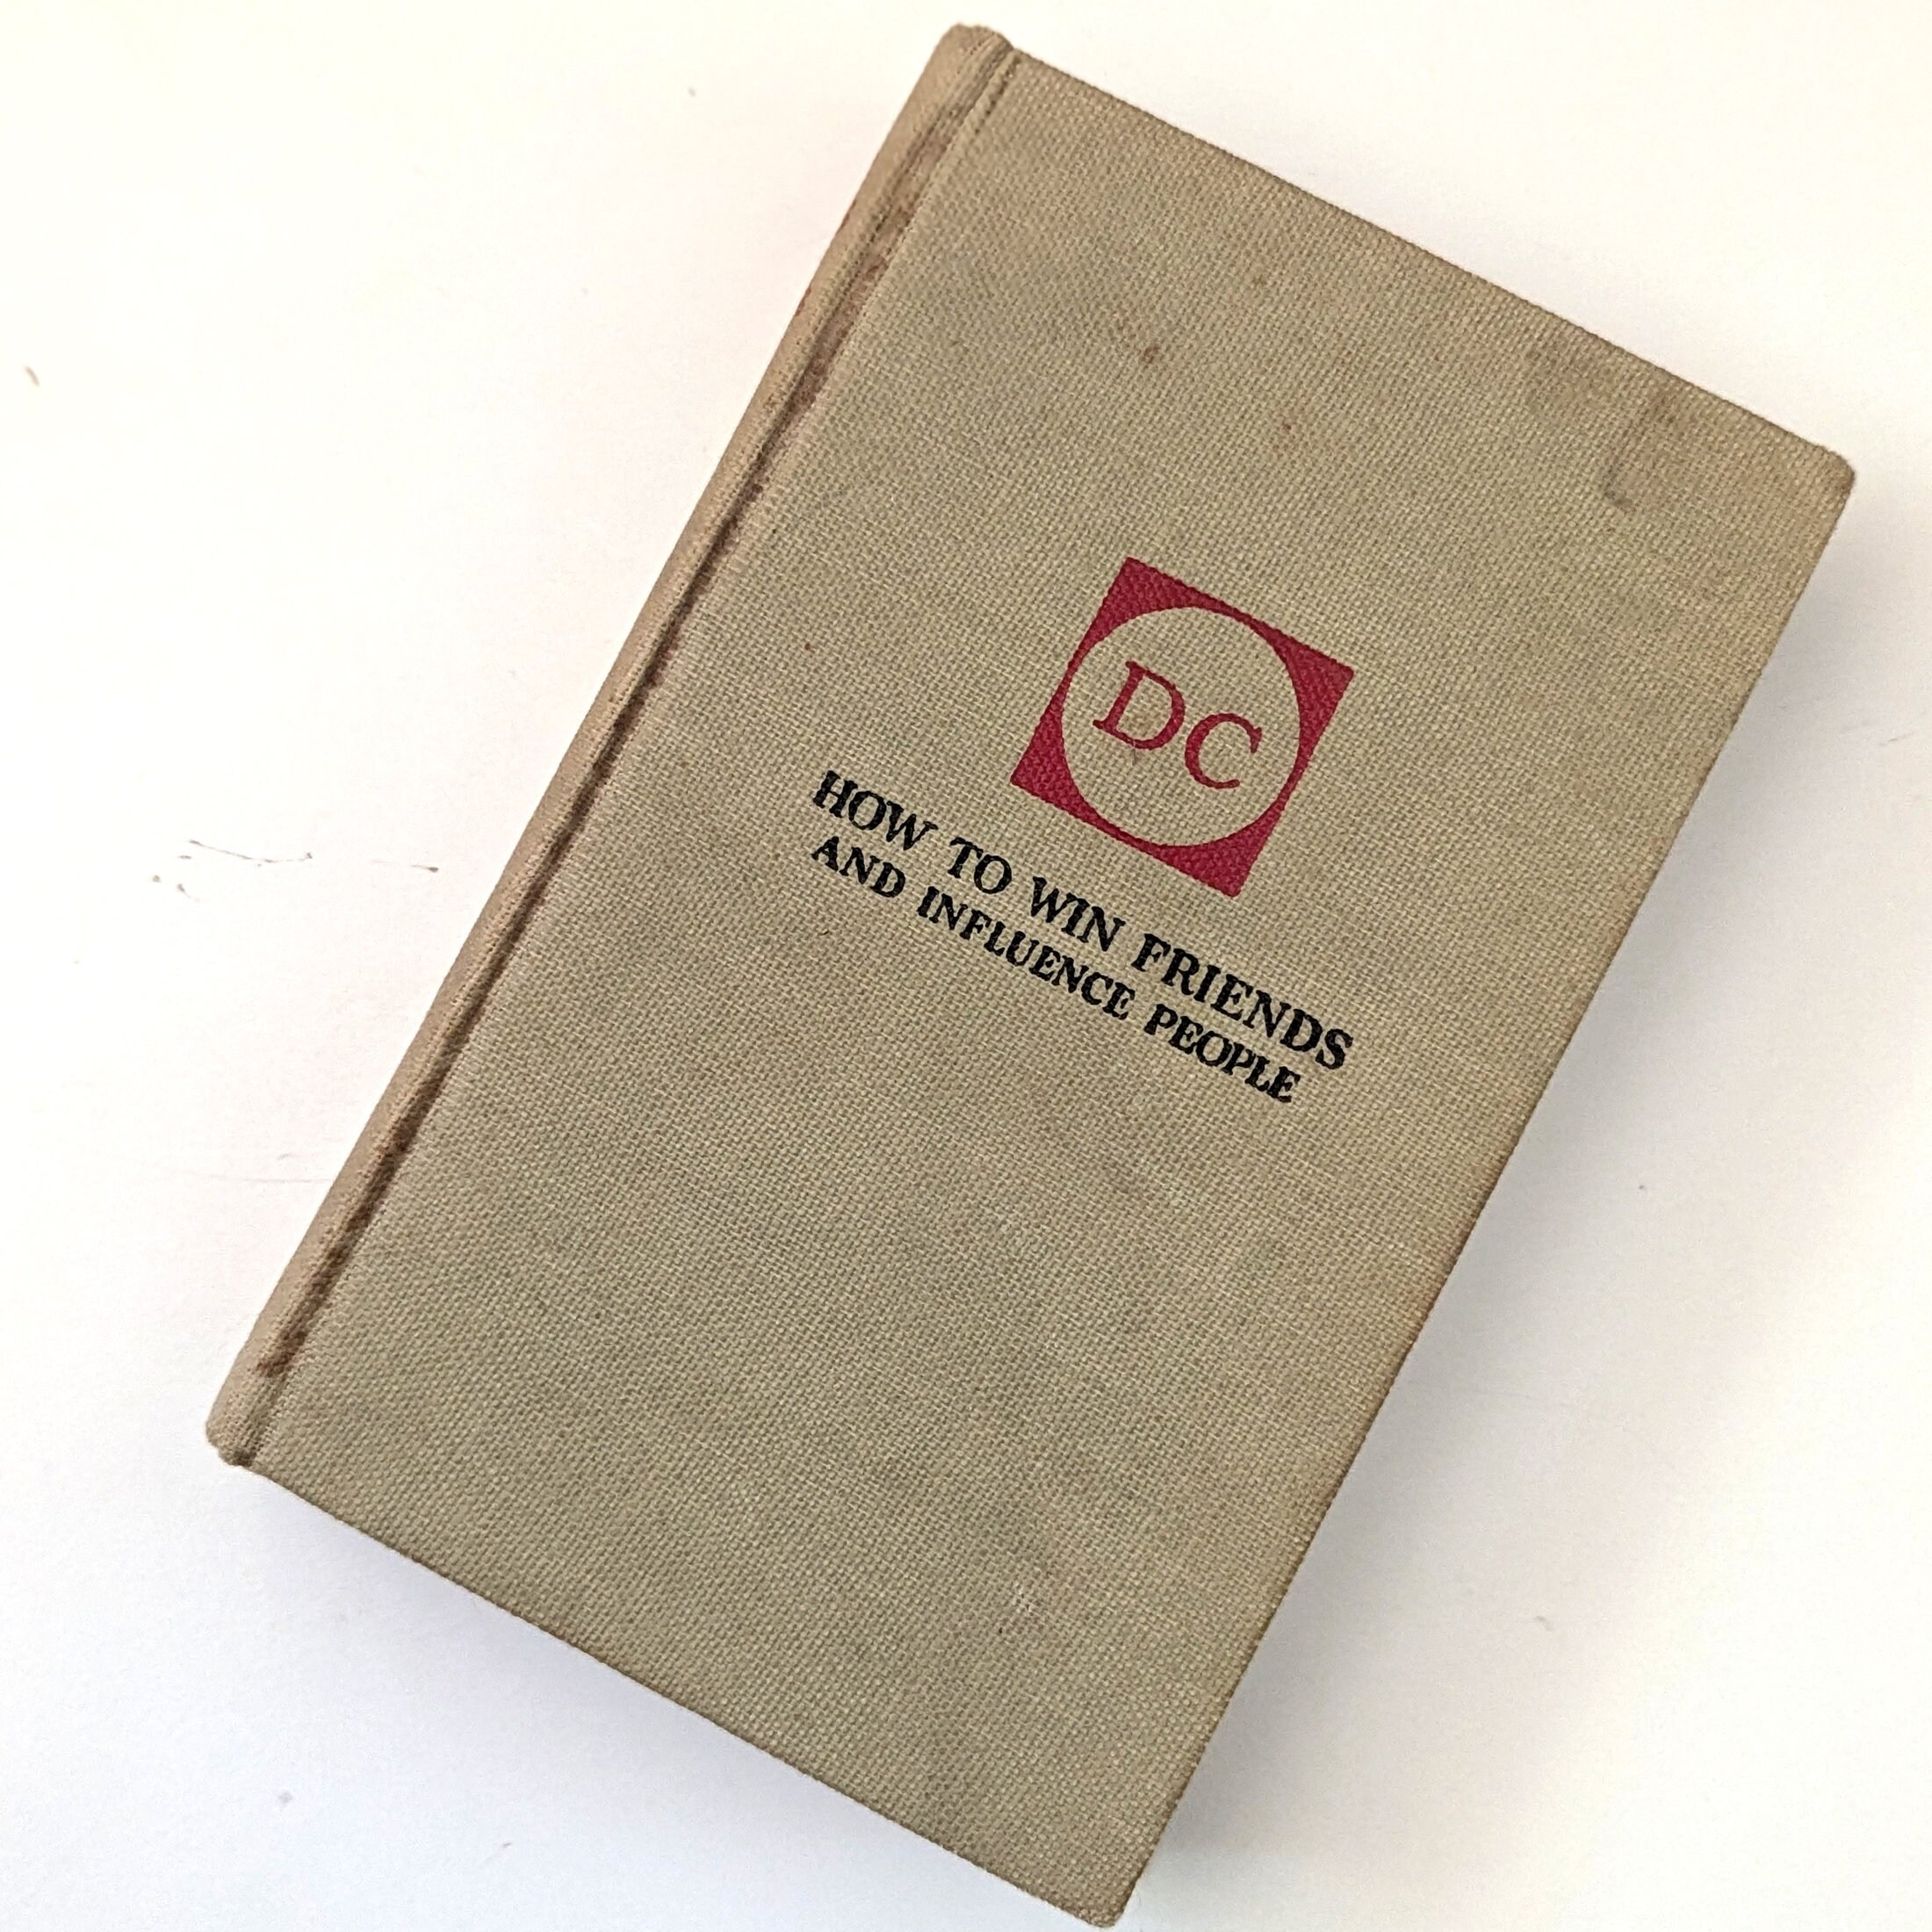 DC
HOW TO WIN FRIENDS
AND INFLUENCE PEOPLE